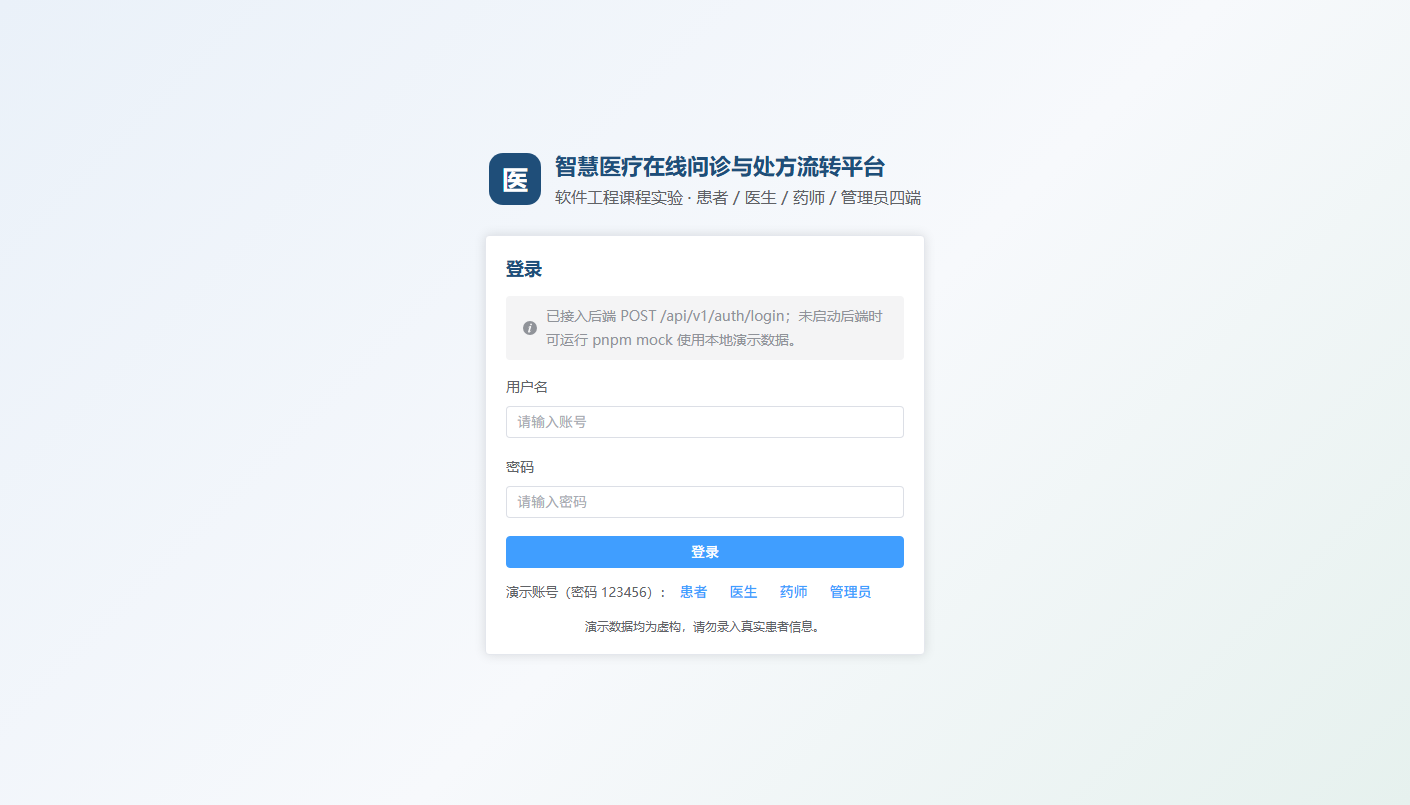 医
智慧医疗在线问诊与处方流转平台
软件工程课程实验 · 患者 / 医生 / 药师 / 管理员四端
登录
已接入后端 POST /api/v1/auth/login；未启动后端时
可运行 pnpm mock 使用本地演示数据。
用户名
请输入账号
密码
请输入密码
登录
演示账号（密码 123456）： 患者 医生 药师 管理员
演示数据均为虚构，请勿录入真实患者信息。